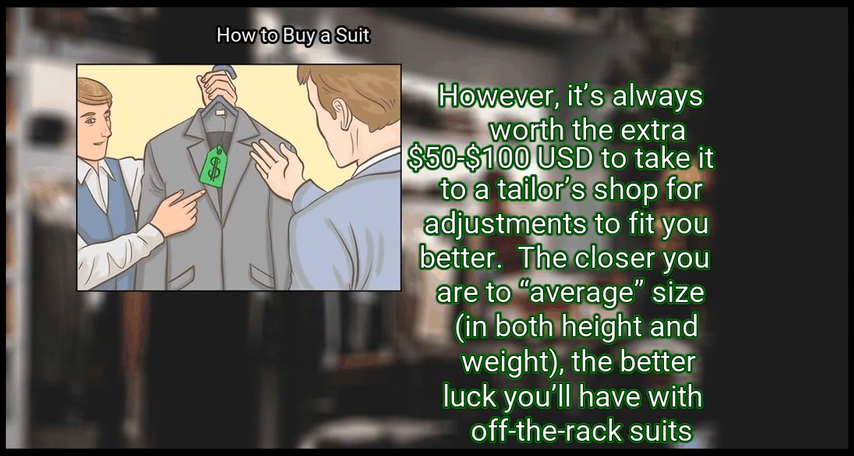 How to Buy a Suit
However, it’s always
worth the extra
$50-$100 USD to take it
to a tailor’s shop for
adjustments to fit you
better. The closer you
are to “average” size
(in both height and
weight), the better
luck you’ll have with
off-the-rack suits
$